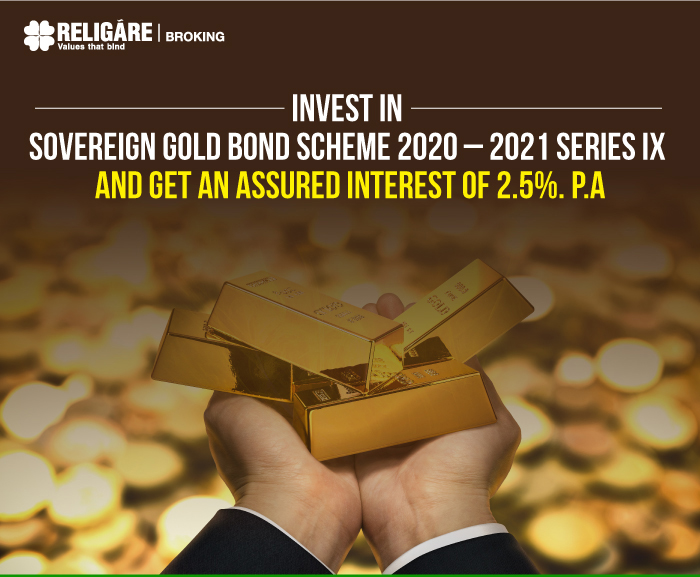 RELIGARE | BROKING
Values that bind
INVEST IN
SOVEREIGN GOLD BOND SCHEME 2020 – 2021 SERIES IX
AND GET AN ASSURED INTEREST OF 2.5%. P.A
GOLD